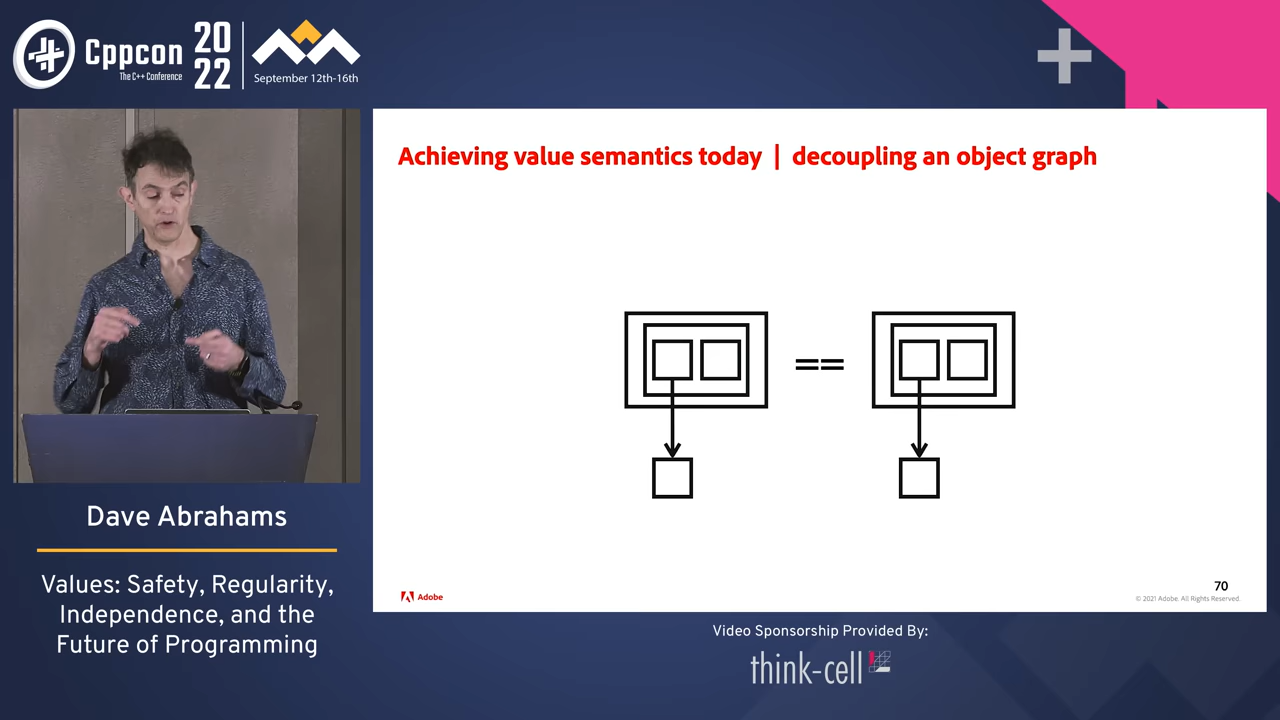 Cppcon
The C++ Conference
20
22
September 12th-16th
Achieving value semantics today | decoupling an object graph
==
Adobe
70
© 2021 Adobe. All Rights Reserved.
Dave Abrahams
Values: Safety, Regularity,
Independence, and the
Future of Programming
Video Sponsorship Provided By:
think-cell